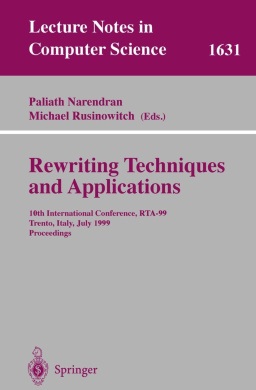 Lecture Notes in
Computer Science 1631
Paliath Narendran
Michael Rusinowitch (Eds.)
Rewriting Techniques
and Applications
10th International Conference, RTA-99
Trento, Italy, July 1999
Proceedings
Springer